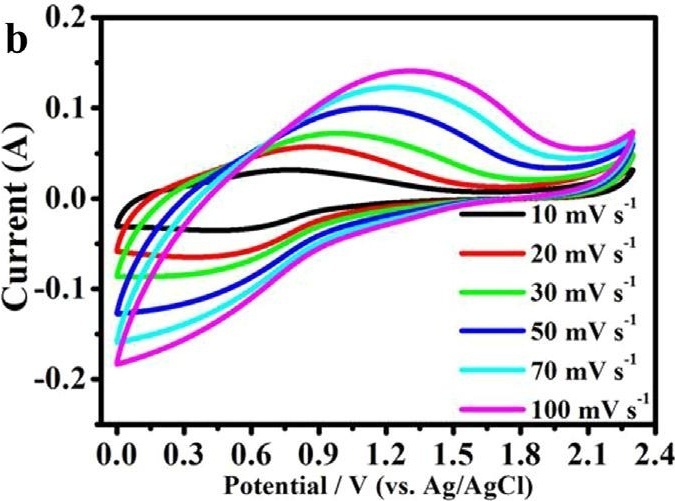 b
0.2
0.1
0.0
-0.1
-0.2
Current (A)
10 mV s⁻¹
20 mV s⁻¹
30 mV s⁻¹
50 mV s⁻¹
70 mV s⁻¹
100 mV s⁻¹
0.0 0.3 0.6 0.9 1.2 1.5 1.8 2.1 2.4
Potential / V (vs. Ag/AgCl)